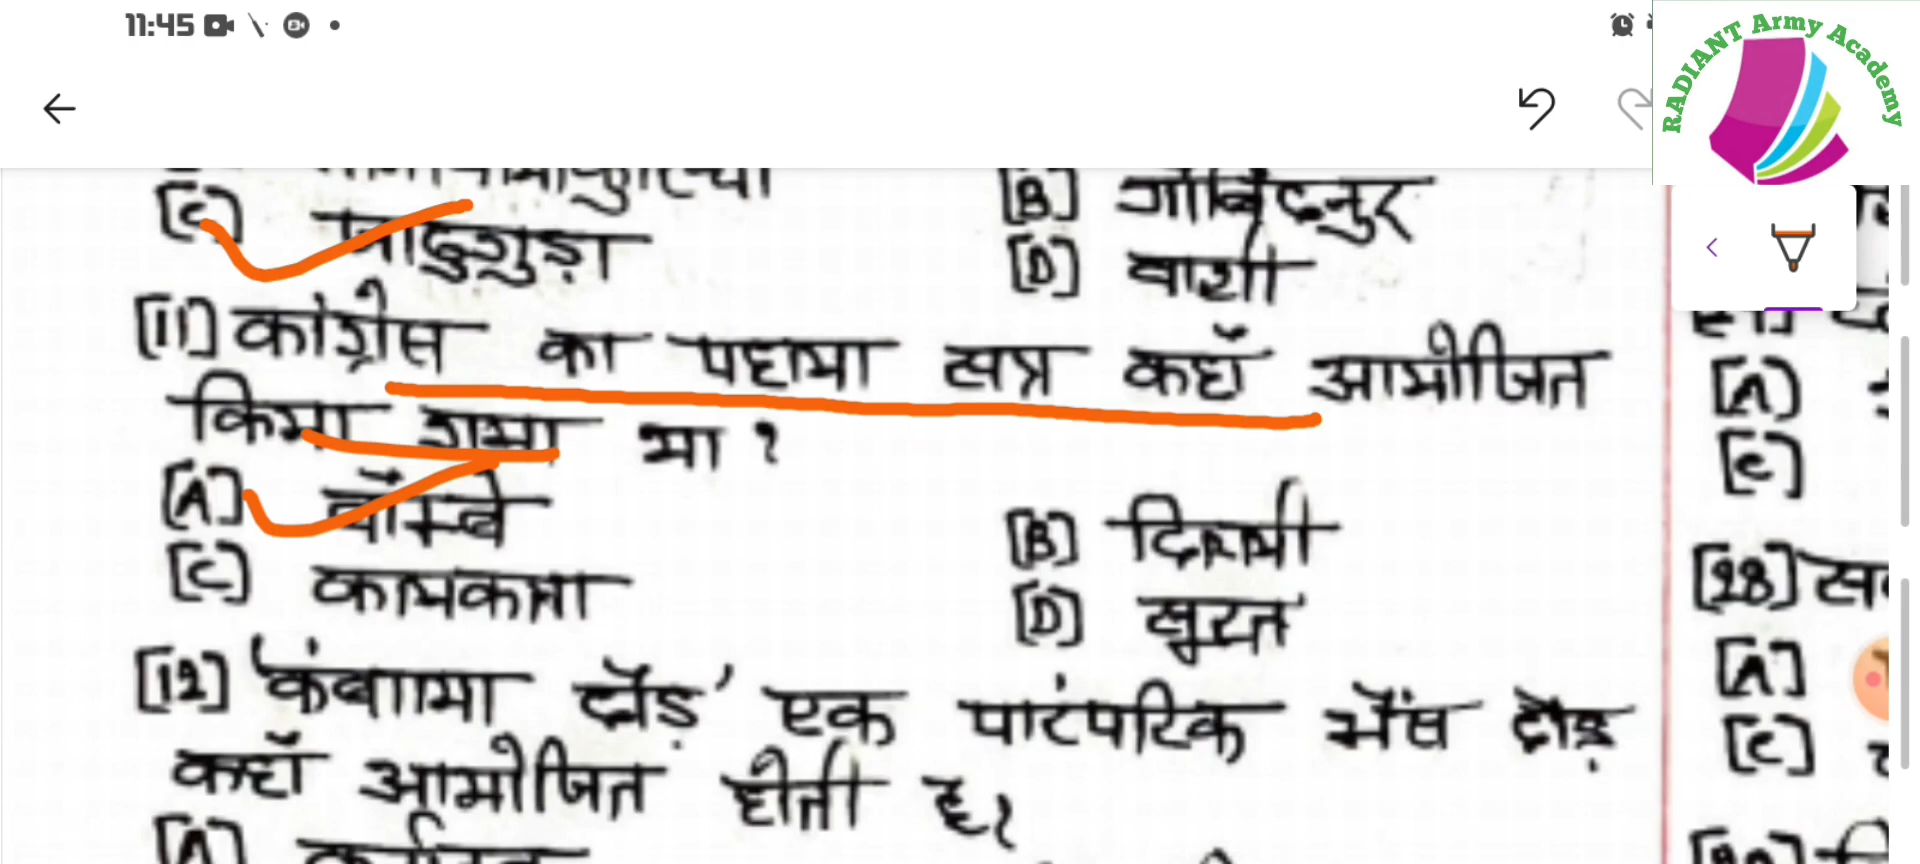 11:45
RADIANT Army Academy
[C] जादुगुड़ा
[B] गोबिंदनुर
[D] बागी
[11] कांग्रेस का पहला सत्र कहाँ आयोजित
किया गया था?
[A] बॉम्बे
[B] दिल्ली
[C] कलकत्ता
[D] सूरत
[12] 'कंबाला दौड़' एक पारंपरिक भैंस दौड़
कहाँ आयोजित होती है?
[A]
[A]
[C]
[28]
[A]
[C]